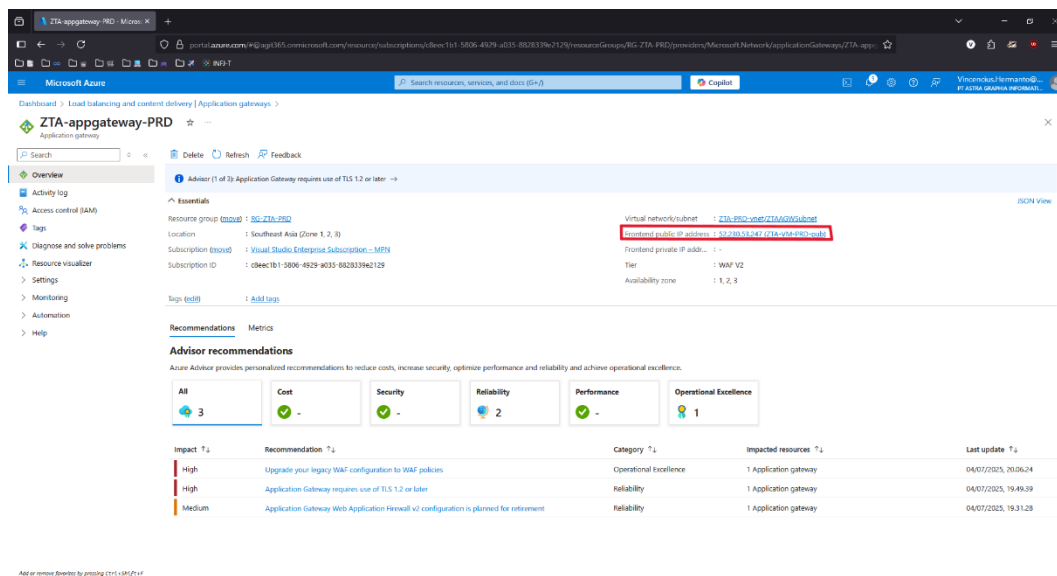 ZTA-appgateway-PRD - Micros
portal.azure.com/#@agit365.onmicrosoft.com/resource/subscriptions/c8eec1b1-5806-4929-a035-8828339e2129/resourceGroups/RG-ZTA-PRD/providers/Microsoft.Network/applicationGateways/ZTA-appg
INFJ-T
Microsoft Azure
Search resources, services, and docs (G+/)
Copilot
Vincencius.Hermanto@...
PT ASTRA GRAPHIA INFORMATI...
Dashboard > Load balancing and content delivery | Application gateways >
ZTA-appgateway-PRD
Application gateway
Search
Delete Refresh Feedback
Overview
Activity log
Access control (IAM)
Tags
Diagnose and solve problems
Resource visualizer
Settings
Monitoring
Automation
Help
Advisor (1 of 3): Application Gateway requires use of TLS 1.2 or later →
Essentials
JSON View
Resource group (move) : RG-ZTA-PRD
Location : Southeast Asia (Zone 1, 2, 3)
Subscription (move) : Visual Studio Enterprise Subscription – MPN
Subscription ID : c8eec1b1-5806-4929-a035-8828339e2129
Virtual network/subnet : ZTA-PRD-vnet/ZTAAGWSubnet
Frontend public IP address : 52.230.53.247 (ZTA-VM-PRD-pub)
Frontend private IP addr... : -
Tier : WAF V2
Availability zone : 1, 2, 3
Tags (edit) : Add tags
Recommendations Metrics
Advisor recommendations
Azure Advisor provides personalized recommendations to reduce costs, increase security, optimize performance and reliability and achieve operational excellence.
All Cost Security Reliability Performance Operational Excellence
3 - - 2 - 1
Impact ↑↓ Recommendation ↑↓ Category ↑↓ Impacted resources ↑↓ Last update ↑↓
High Upgrade your legacy WAF configuration to WAF policies Operational Excellence 1 Application gateway 04/07/2025, 20.06.24
High Application Gateway requires use of TLS 1.2 or later Reliability 1 Application gateway 04/07/2025, 19.49.39
Medium Application Gateway Web Application Firewall v2 configuration is planned for retirement Reliability 1 Application gateway 04/07/2025, 19.31.28
Add or remove favorites by pressing Ctrl+Shift+F